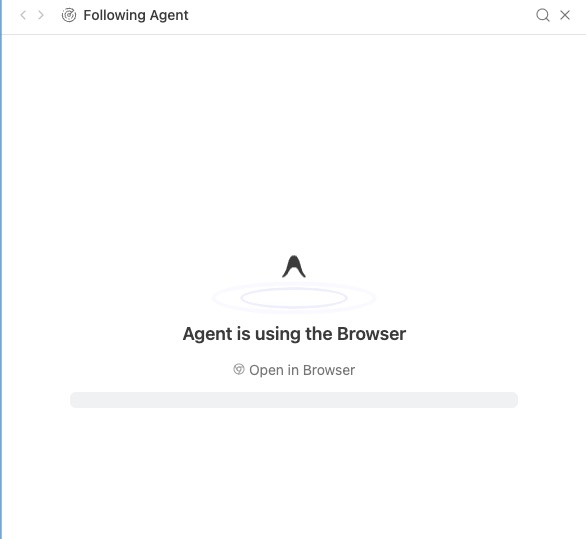 Following Agent
Agent is using the Browser
Open in Browser